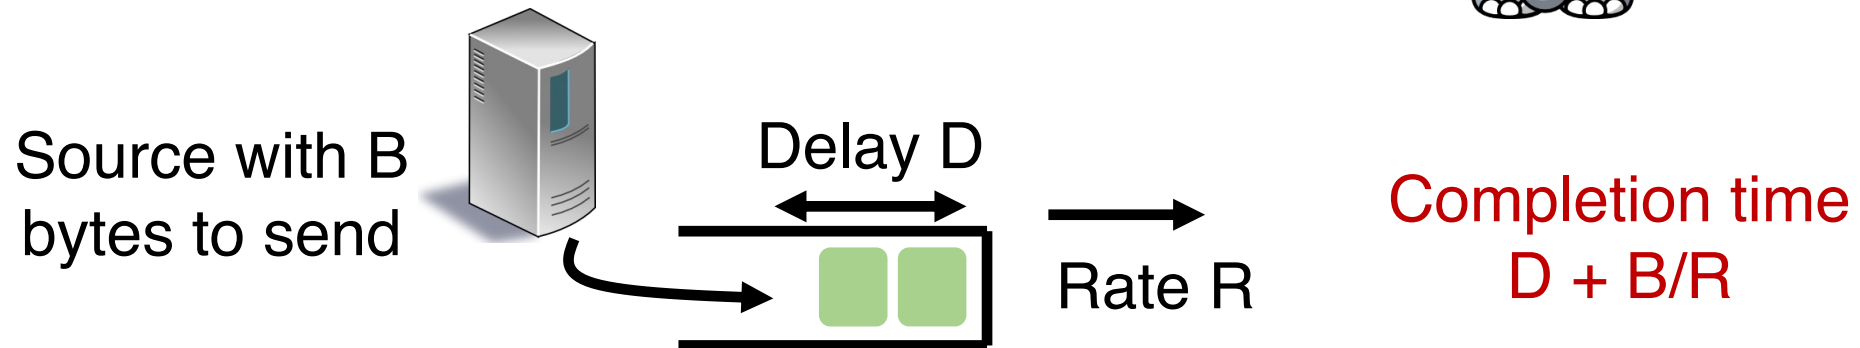 Source with B
bytes to send
Delay D
Rate R
Completion time
D + B/R